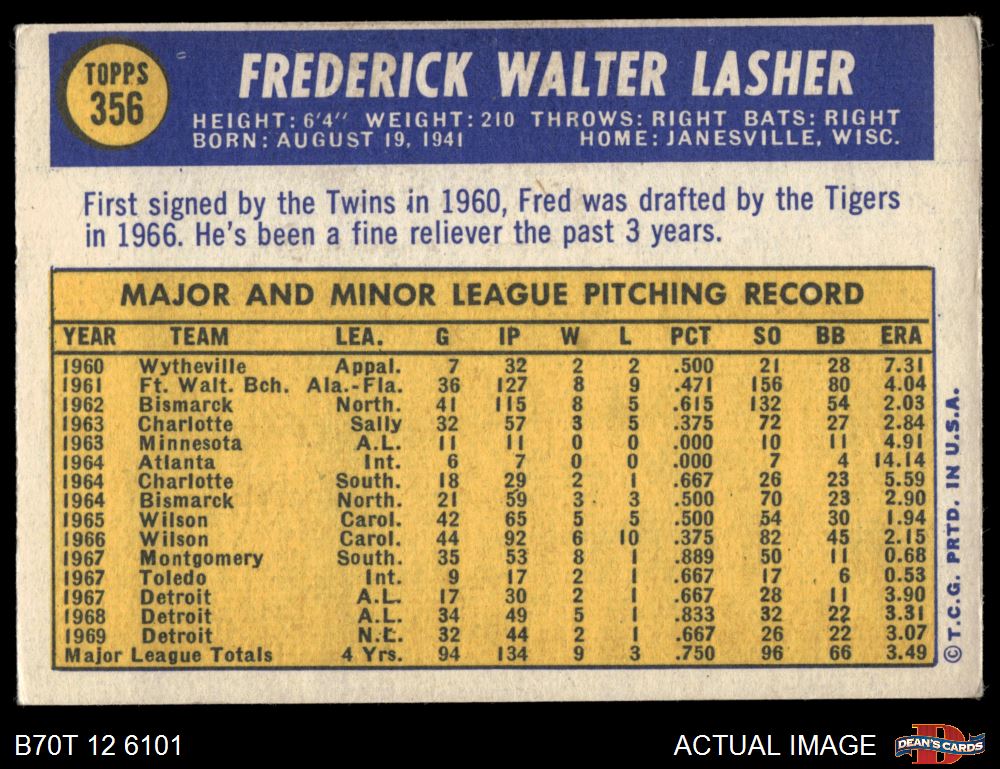 TOPPS
356
FREDERICK WALTER LASHER
HEIGHT: 6'4" WEIGHT: 210 THROWS: RIGHT BATS: RIGHT
BORN: AUGUST 19, 1941 HOME: JANESVILLE, WISC.
First signed by the Twins in 1960, Fred was drafted by the Tigers
in 1966. He's been a fine reliever the past 3 years.
MAJOR AND MINOR LEAGUE PITCHING RECORD
YEAR TEAM LEA. G IP W L PCT SO BB ERA
1960 Wytheville Appal. 7 32 2 2 .500 21 28 7.31
1961 Ft. Walt. Bch. Ala.-Fla. 36 127 8 9 .471 156 80 4.04
1962 Bismarck North. 41 115 8 5 .615 132 54 2.03
1963 Charlotte Sally 32 57 3 5 .375 72 27 2.84
1963 Minnesota A.L. 11 11 0 0 .000 10 11 4.91
1964 Atlanta Int. 6 7 0 0 .000 7 4 14.14
1964 Charlotte South. 18 29 2 1 .667 26 23 5.59
1964 Bismarck North. 21 59 3 3 .500 70 23 2.90
1965 Wilson Carol. 42 65 5 5 .500 54 30 1.94
1966 Wilson Carol. 44 92 6 10 .375 82 45 2.15
1967 Montgomery South. 35 53 8 1 .889 50 11 0.68
1967 Toledo Int. 9 17 2 1 .667 17 6 0.53
1967 Detroit A.L. 17 30 2 1 .667 28 11 3.90
1968 Detroit A.L. 34 49 5 1 .833 32 22 3.31
1969 Detroit N.L. 32 44 2 1 .667 26 22 3.07
Major League Totals 4 Yrs. 94 134 9 3 .750 96 66 3.49
© T.C.G. PRTD. IN U.S.A.
B70T 12 6101
ACTUAL IMAGE
D
DEAN'S CARDS